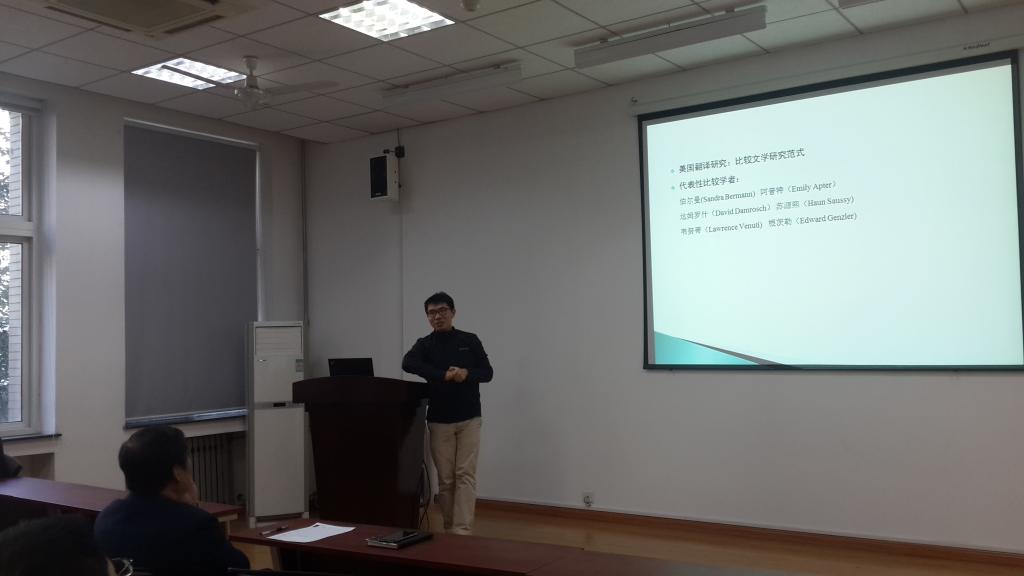 美国翻译研究：比较文学研究范式
代表性比较学者：
伯尔曼(Sandra Bermann) 阿普特（Emily Apter）
达姆罗什（David Damrosch）苏源熙（Haun Saussy)
韦努蒂（Lawrence Venuti) 根茨勒（Edward Genzler)